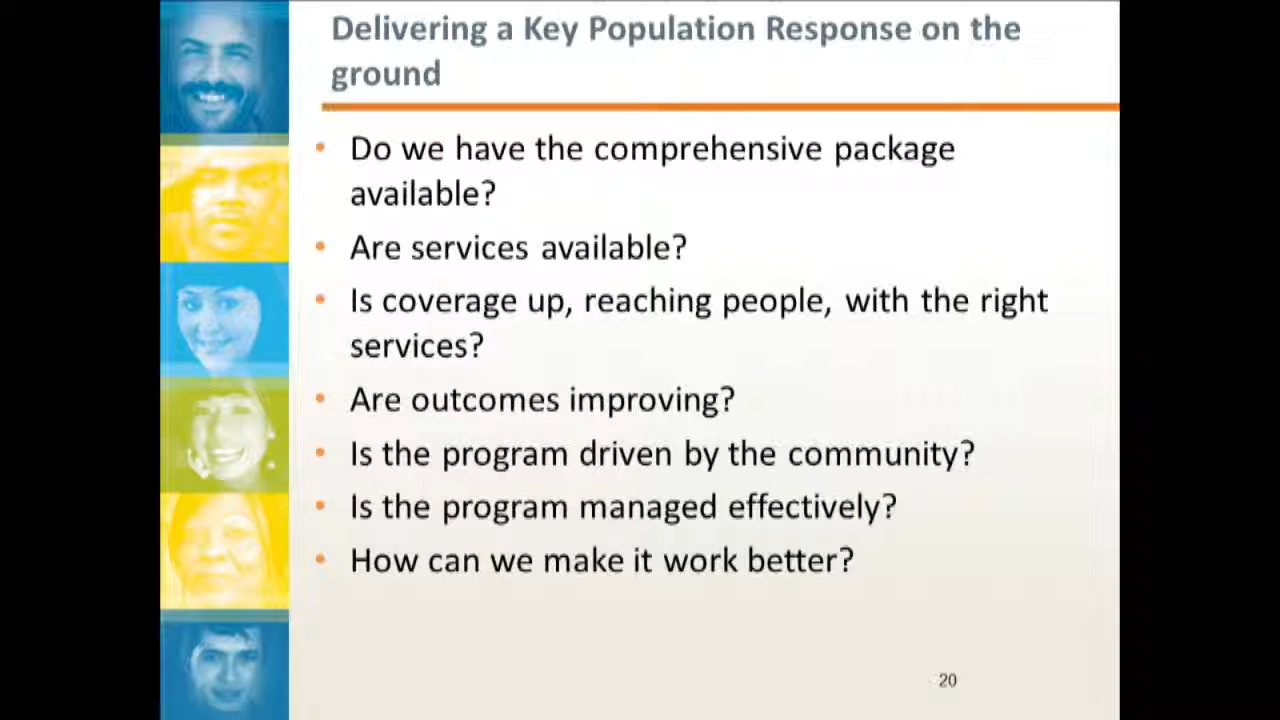 Delivering a Key Population Response on the
ground
• Do we have the comprehensive package
available?
• Are services available?
• Is coverage up, reaching people, with the right
services?
• Are outcomes improving?
• Is the program driven by the community?
• Is the program managed effectively?
• How can we make it work better?
20